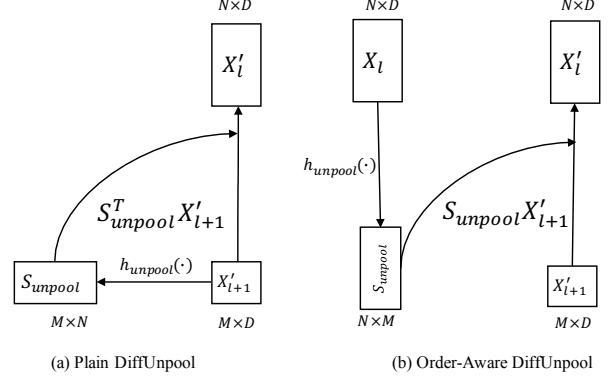 N×D
X′_l
S^T_unpool X′_{l+1}
h_unpool(·)
S_unpool
X′_{l+1}
M×N
M×D
(a) Plain DiffUnpool
N×D
N×D
X_l
X′_l
h_unpool(·)
S_unpool X′_{l+1}
S_unpool
X′_{l+1}
N×M
M×D
(b) Order-Aware DiffUnpool